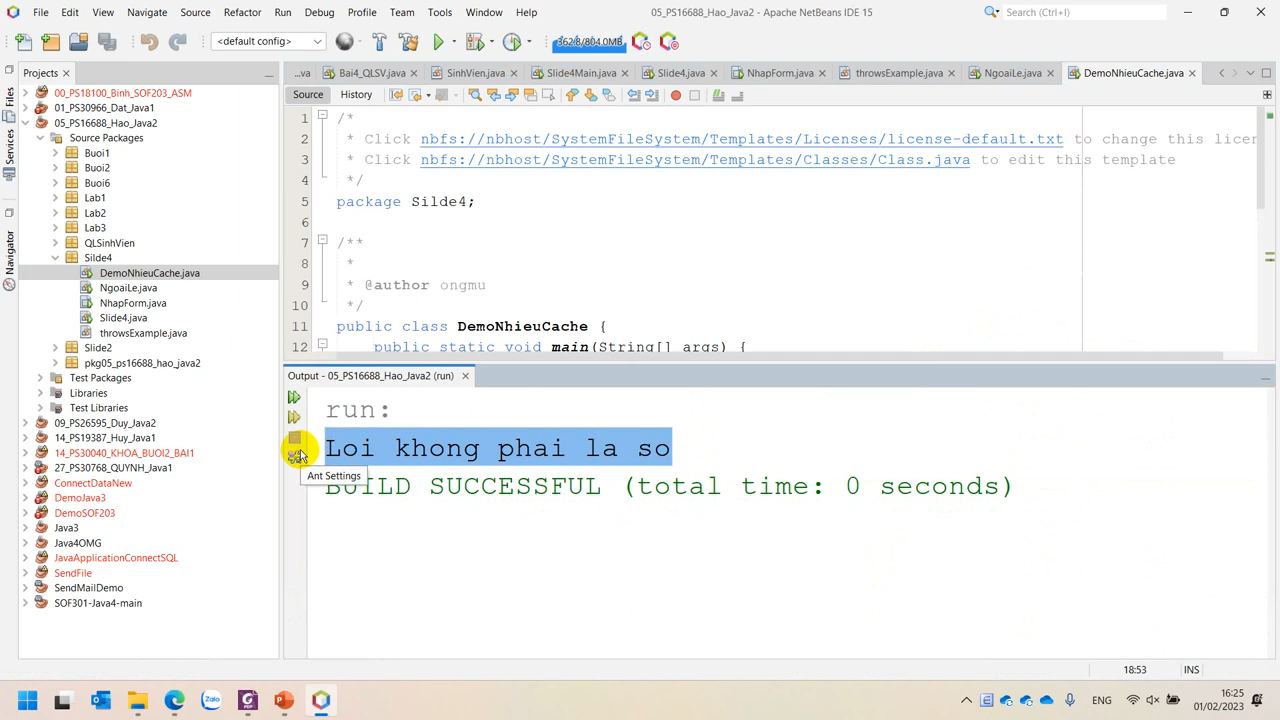 File Edit View Navigate Source Refactor Run Debug Profile Team Tools Window Help 05_PS16688_Hao_Java2 - Apache NetBeans IDE 15 Search (Ctrl+I)
<default config> 362.8/804.0MB
Projects ...va Bai4_QLSV.java SinhVien.java Slide4Main.java Slide4.java NhapForm.java throwsExample.java NgoaiLe.java DemoNhieuCache.java
Files
Services
Navigator
00_PS18100_Binh_SOF203_ASM
01_PS30966_Dat_Java1
05_PS16688_Hao_Java2
Source Packages
Buoi1
Buoi2
Buoi6
Lab1
Lab2
Lab3
QLSinhVien
Silde4
DemoNhieuCache.java
NgoaiLe.java
NhapForm.java
Slide4.java
throwsExample.java
Slide2
pkg05_ps16688_hao_java2
Test Packages
Libraries
Test Libraries
09_PS26595_Duy_Java2
14_PS19387_Huy_Java1
14_PS30040_KHOA_BUOI2_BAI1
27_PS30768_QUYNH_Java1
ConnectDataNew
DemoJava3
DemoSOF203
Java3
Java4OMG
JavaApplicationConnectSQL
SendFile
SendMailDemo
SOF301-Java4-main
Source History
1 /*
2 * Click nbfs://nbhost/SystemFileSystem/Templates/Licenses/license-default.txt to change this licen
3 * Click nbfs://nbhost/SystemFileSystem/Templates/Classes/Class.java to edit this template
4 */
5 package Silde4;
6
7 /**
8 *
9 * @author ongmu
10 */
11 public class DemoNhieuCache {
12 public static void main(String[] args) {
Output - 05_PS16688_Hao_Java2 (run)
run:
Loi khong phai la so
Ant Settings
BUILD SUCCESSFUL (total time: 0 seconds)
18:53 INS
ENG 16:25
01/02/2023